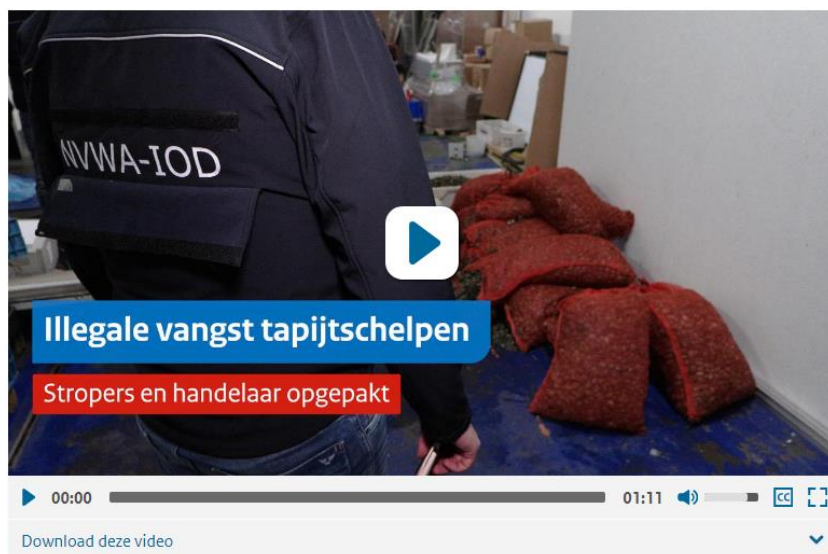 NVWA-IOD
Illegale vangst tapijtschelpen
Stropers en handelaar opgepakt
00:00
01:11
CC
Download deze video